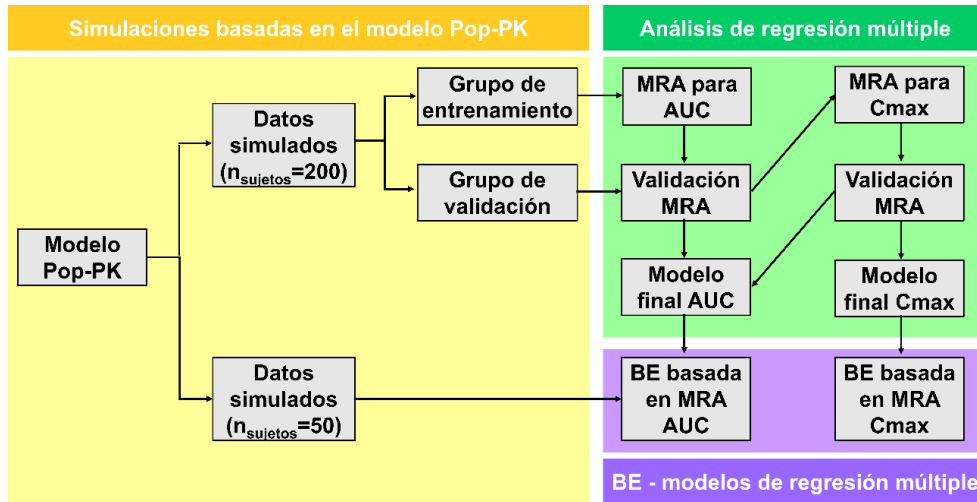 Simulaciones basadas en el modelo Pop-PK
Análisis de regresión múltiple
Modelo
Pop-PK
Datos
simulados
(nsujetos=200)
Datos
simulados
(nsujetos=50)
Grupo de
entrenamiento
Grupo de
validación
MRA para
AUC
Validación
MRA
Modelo
final AUC
MRA para
Cmax
Validación
MRA
Modelo
final Cmax
BE basada
en MRA
AUC
BE basada
en MRA
Cmax
BE - modelos de regresión múltiple